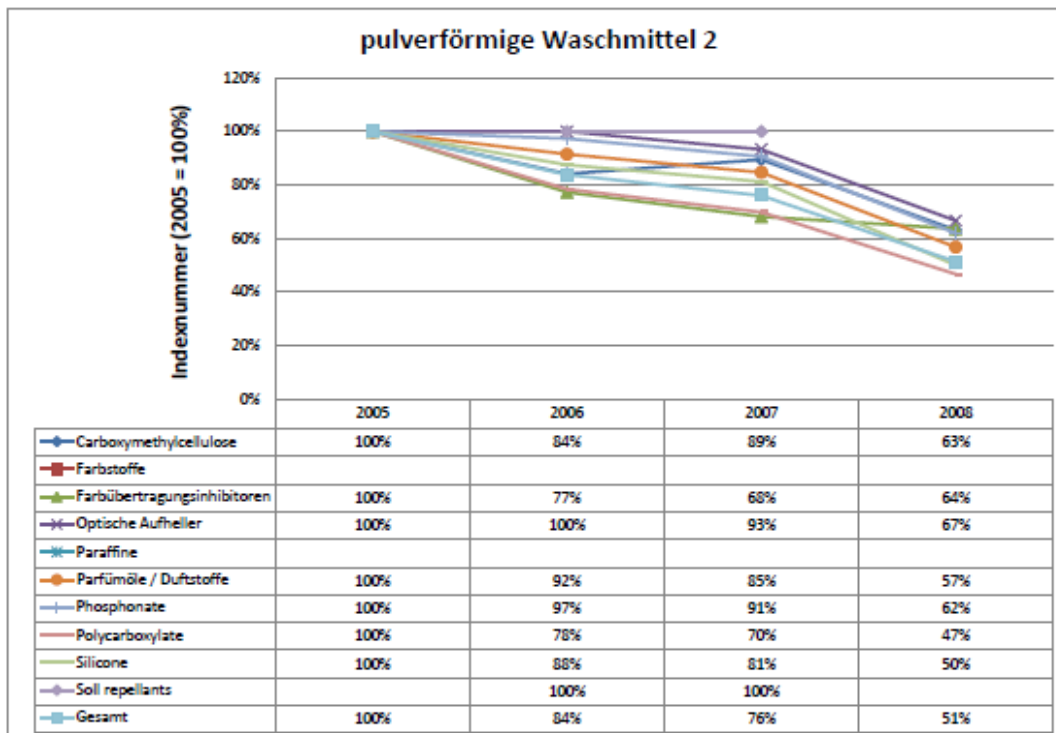 pulverförmige Waschmittel 2
Indexnummer (2005 = 100%)
120%
100%
80%
60%
40%
20%
0%
2005 2006 2007 2008
Carboxymethylcellulose 100% 84% 89% 63%
Farbstoffe
Farbübertragungsinhibitoren 100% 77% 68% 64%
Optische Aufheller 100% 100% 93% 67%
Paraffine
Parfümöle / Duftstoffe 100% 92% 85% 57%
Phosphonate 100% 97% 91% 62%
Polycarboxylate 100% 78% 70% 47%
Silicone 100% 88% 81% 50%
Soll repellants 100% 100%
Gesamt 100% 84% 76% 51%